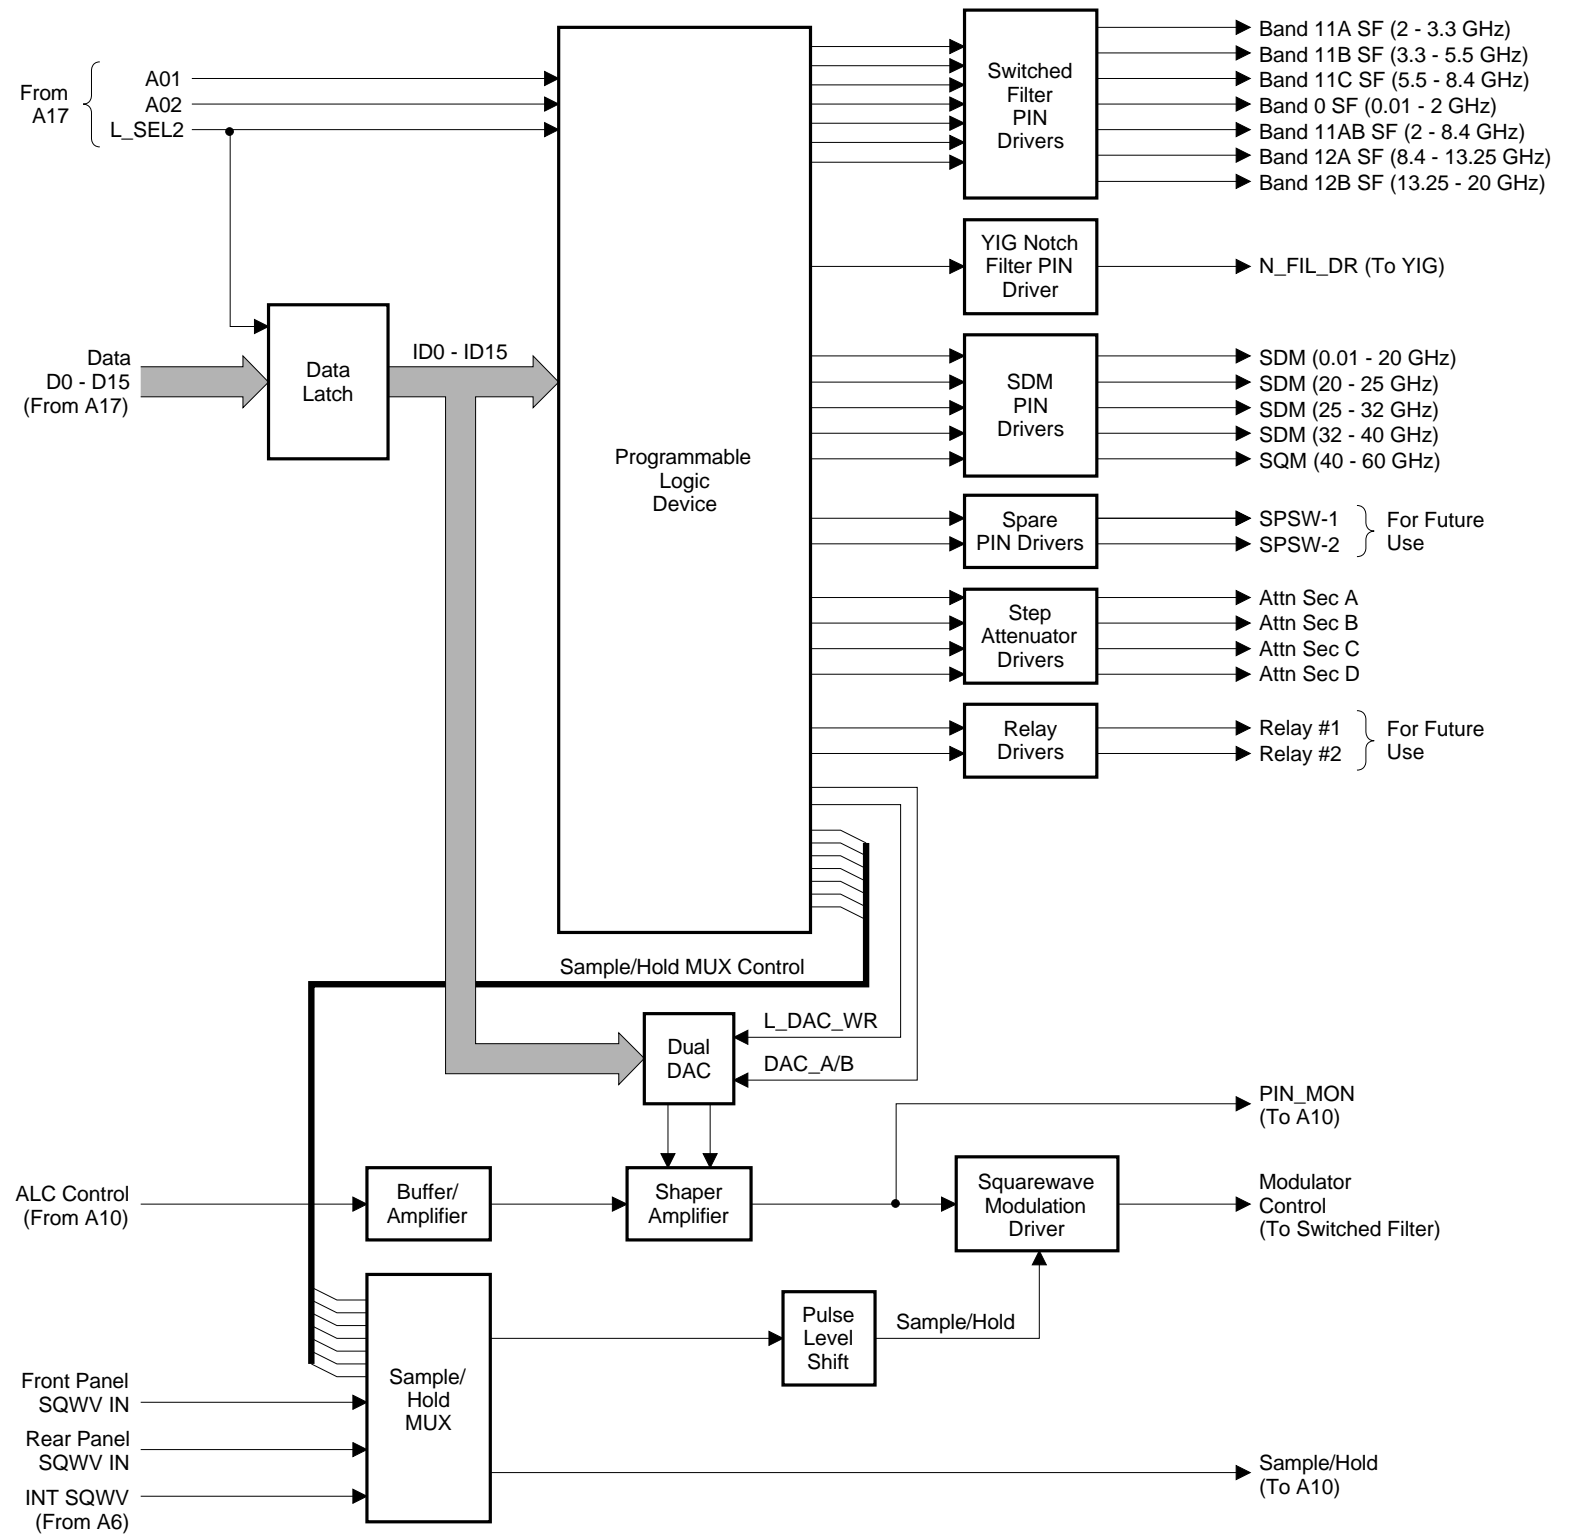 From
A17
A01
A02
L_SEL2
Data
D0 - D15
(From A17)
Data
Latch
ID0 - ID15
Programmable
Logic
Device
Switched
Filter
PIN
Drivers
Band 11A SF (2 - 3.3 GHz)
Band 11B SF (3.3 - 5.5 GHz)
Band 11C SF (5.5 - 8.4 GHz)
Band 0 SF (0.01 - 2 GHz)
Band 11AB SF (2 - 8.4 GHz)
Band 12A SF (8.4 - 13.25 GHz)
Band 12B SF (13.25 - 20 GHz)
YIG Notch
Filter PIN
Driver
N_FIL_DR (To YIG)
SDM
PIN
Drivers
SDM (0.01 - 20 GHz)
SDM (20 - 25 GHz)
SDM (25 - 32 GHz)
SDM (32 - 40 GHz)
SQM (40 - 60 GHz)
Spare
PIN Drivers
SPSW-1
SPSW-2
For Future
Use
Step
Attenuator
Drivers
Attn Sec A
Attn Sec B
Attn Sec C
Attn Sec D
Relay
Drivers
Relay #1
Relay #2
For Future
Use
Sample/Hold MUX Control
Dual
DAC
L_DAC_WR
DAC_A/B
PIN_MON
(To A10)
ALC Control
(From A10)
Buffer/
Amplifier
Shaper
Amplifier
Squarewave
Modulation
Driver
Modulator
Control
(To Switched Filter)
Pulse
Level
Shift
Sample/Hold
Front Panel
SQWV IN
Rear Panel
SQWV IN
INT SQWV
(From A6)
Sample/
Hold
MUX
Sample/Hold
(To A10)